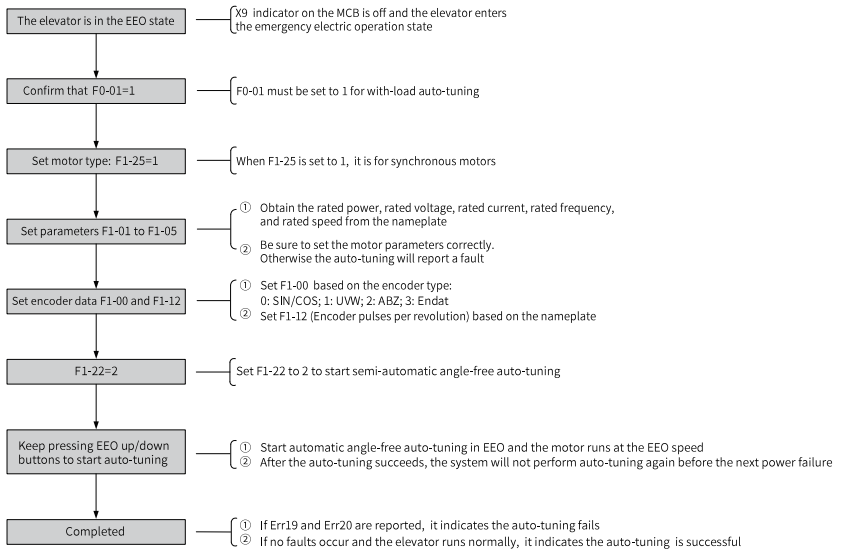 The elevator is in the EEO state
X9 indicator on the MCB is off and the elevator enters
the emergency electric operation state
Confirm that F0-01=1
F0-01 must be set to 1 for with-load auto-tuning
Set motor type: F1-25=1
When F1-25 is set to 1, it is for synchronous motors
Set parameters F1-01 to F1-05
① Obtain the rated power, rated voltage, rated current, rated frequency,
and rated speed from the nameplate
② Be sure to set the motor parameters correctly.
Otherwise the auto-tuning will report a fault
Set encoder data F1-00 and F1-12
① Set F1-00 based on the encoder type:
0: SIN/COS; 1: UVW; 2: ABZ; 3: Endat
② Set F1-12 (Encoder pulses per revolution) based on the nameplate
F1-22=2
Set F1-22 to 2 to start semi-automatic angle-free auto-tuning
Keep pressing EEO up/down
buttons to start auto-tuning
① Start automatic angle-free auto-tuning in EEO and the motor runs at the EEO speed
② After the auto-tuning succeeds, the system will not perform auto-tuning again before the next power failure
Completed
① If Err19 and Err20 are reported, it indicates the auto-tuning fails
② If no faults occur and the elevator runs normally, it indicates the auto-tuning is successful